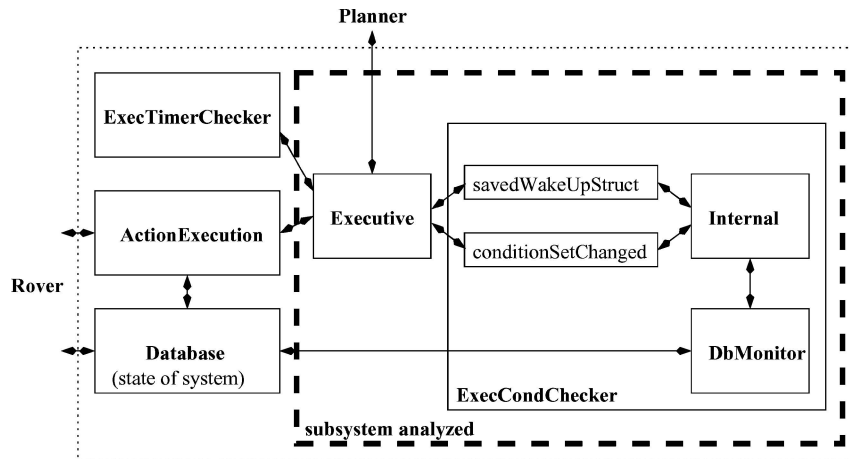 Planner
ExecTimerChecker
savedWakeUpStruct
Executive
Internal
ActionExecution
conditionSetChanged
Rover
Database
(state of system)
DbMonitor
ExecCondChecker
subsystem analyzed